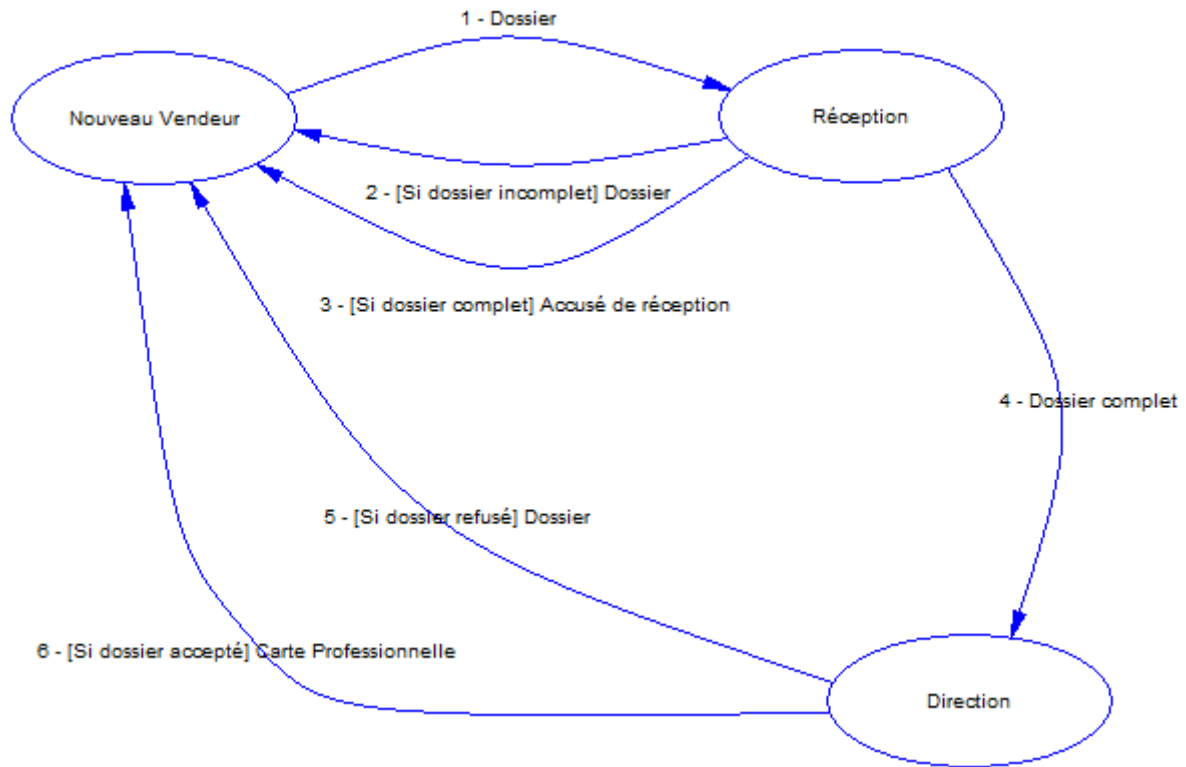 1 - Dossier
Nouveau Vendeur
Réception
2 - [Si dossier incomplet] Dossier
3 - [Si dossier complet] Accusé de réception
4 - Dossier complet
5 - [Si dossier refusé] Dossier
6 - [Si dossier accepté] Carte Professionnelle
Direction